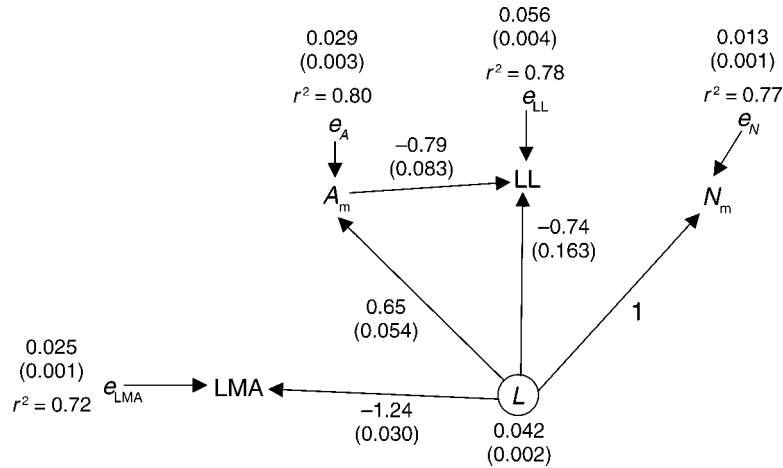 0.029
(0.003)
r² = 0.80
e_A
0.056
(0.004)
r² = 0.78
e_LL
0.013
(0.001)
r² = 0.77
e_N
−0.79
(0.083)
A_m
LL
N_m
−0.74
(0.163)
0.65
(0.054)
1
0.025
(0.001)
r² = 0.72
e_LMA
LMA
−1.24
(0.030)
L
0.042
(0.002)